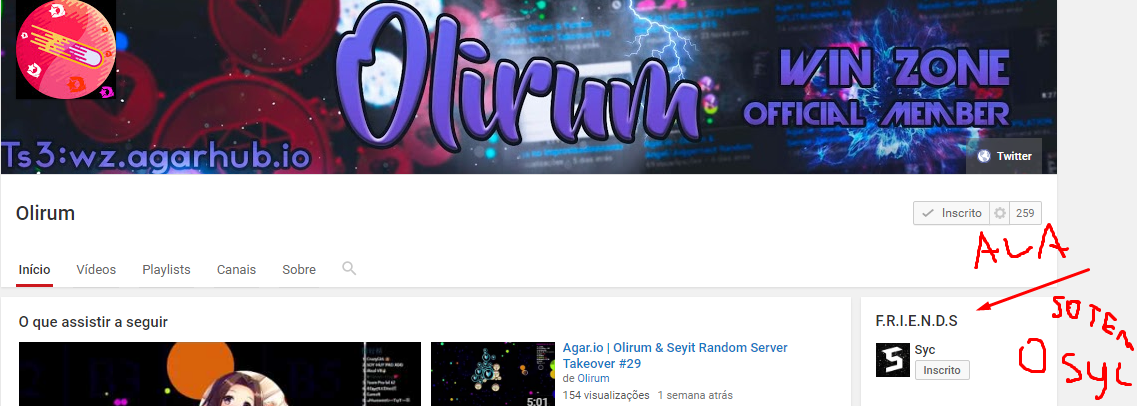 Olirum
WIN ZONE
OFFICIAL MEMBER
Ts3:wz.agarhub.io
Twitter
Olirum
Inscrito 259
Início Vídeos Playlists Canais Sobre
O que assistir a seguir
Agar.io | Olirum & Seyit Random Server
Takeover #29
de Olirum
154 visualizações 1 semana atrás
5:01
F.R.I.E.N.D.S
Syc
Inscrito
ALA
SOTEM
O SYC